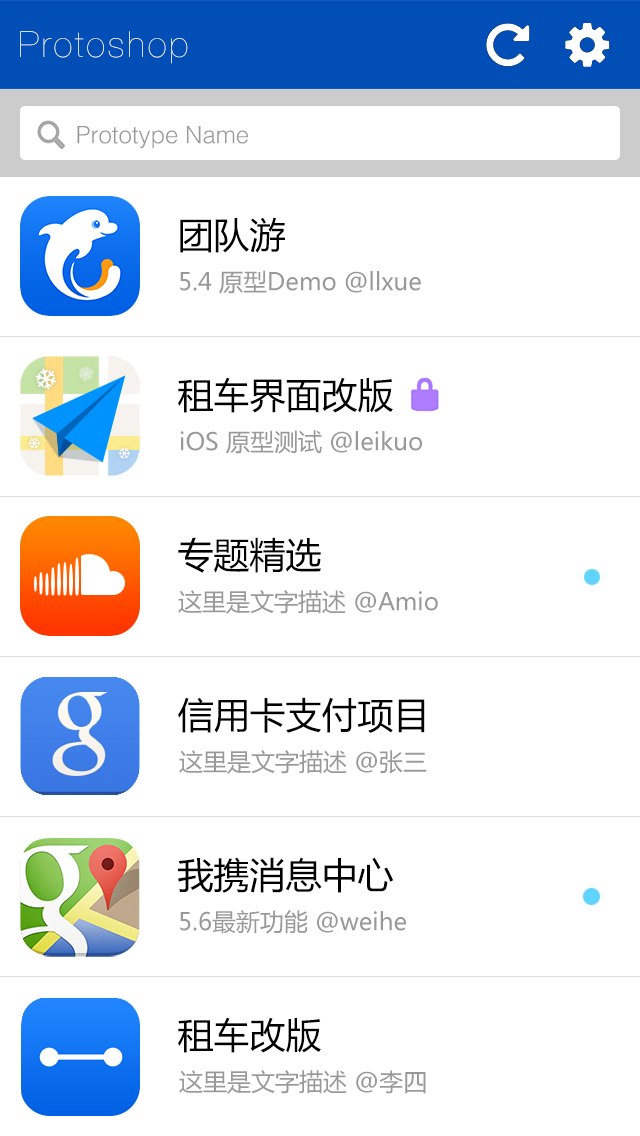 Protoshop
Prototype Name
团队游
5.4 原型Demo @llxue
租车界面改版
iOS 原型测试 @leikuo
专题精选
这里是文字描述 @Amio
g
信用卡支付项目
这里是文字描述 @张三
g
我携消息中心
5.6最新功能 @weihe
租车改版
这里是文字描述 @李四